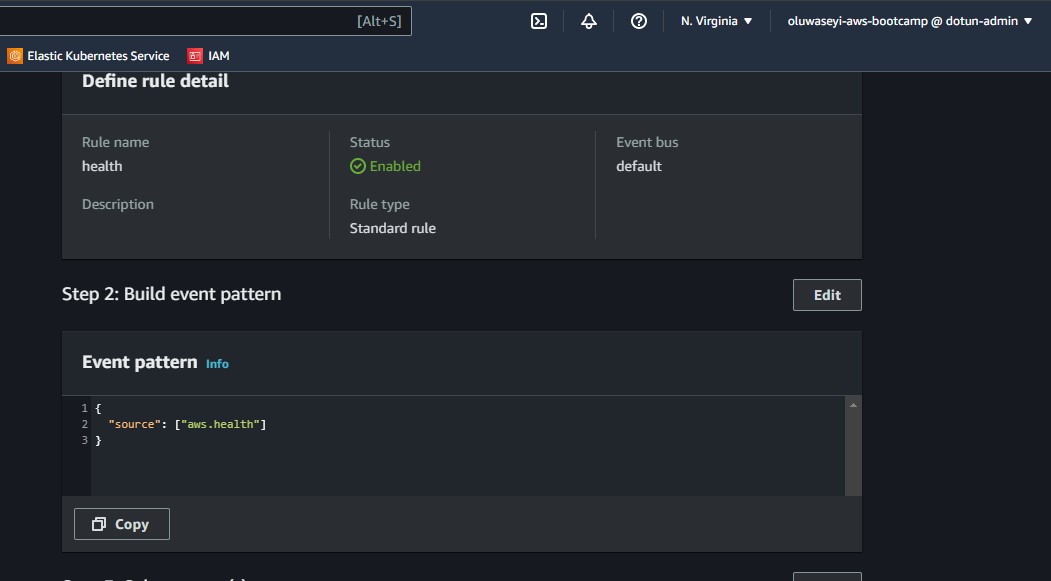 [Alt+S]
N. Virginia
oluwaseyi-aws-bootcamp @ dotun-admin
Elastic Kubernetes Service
IAM
Define rule detail
Rule name
health
Status
Enabled
Event bus
default
Description
Rule type
Standard rule
Step 2: Build event pattern
Edit
Event pattern Info
1 {
2 "source": ["aws.health"]
3 }
Copy